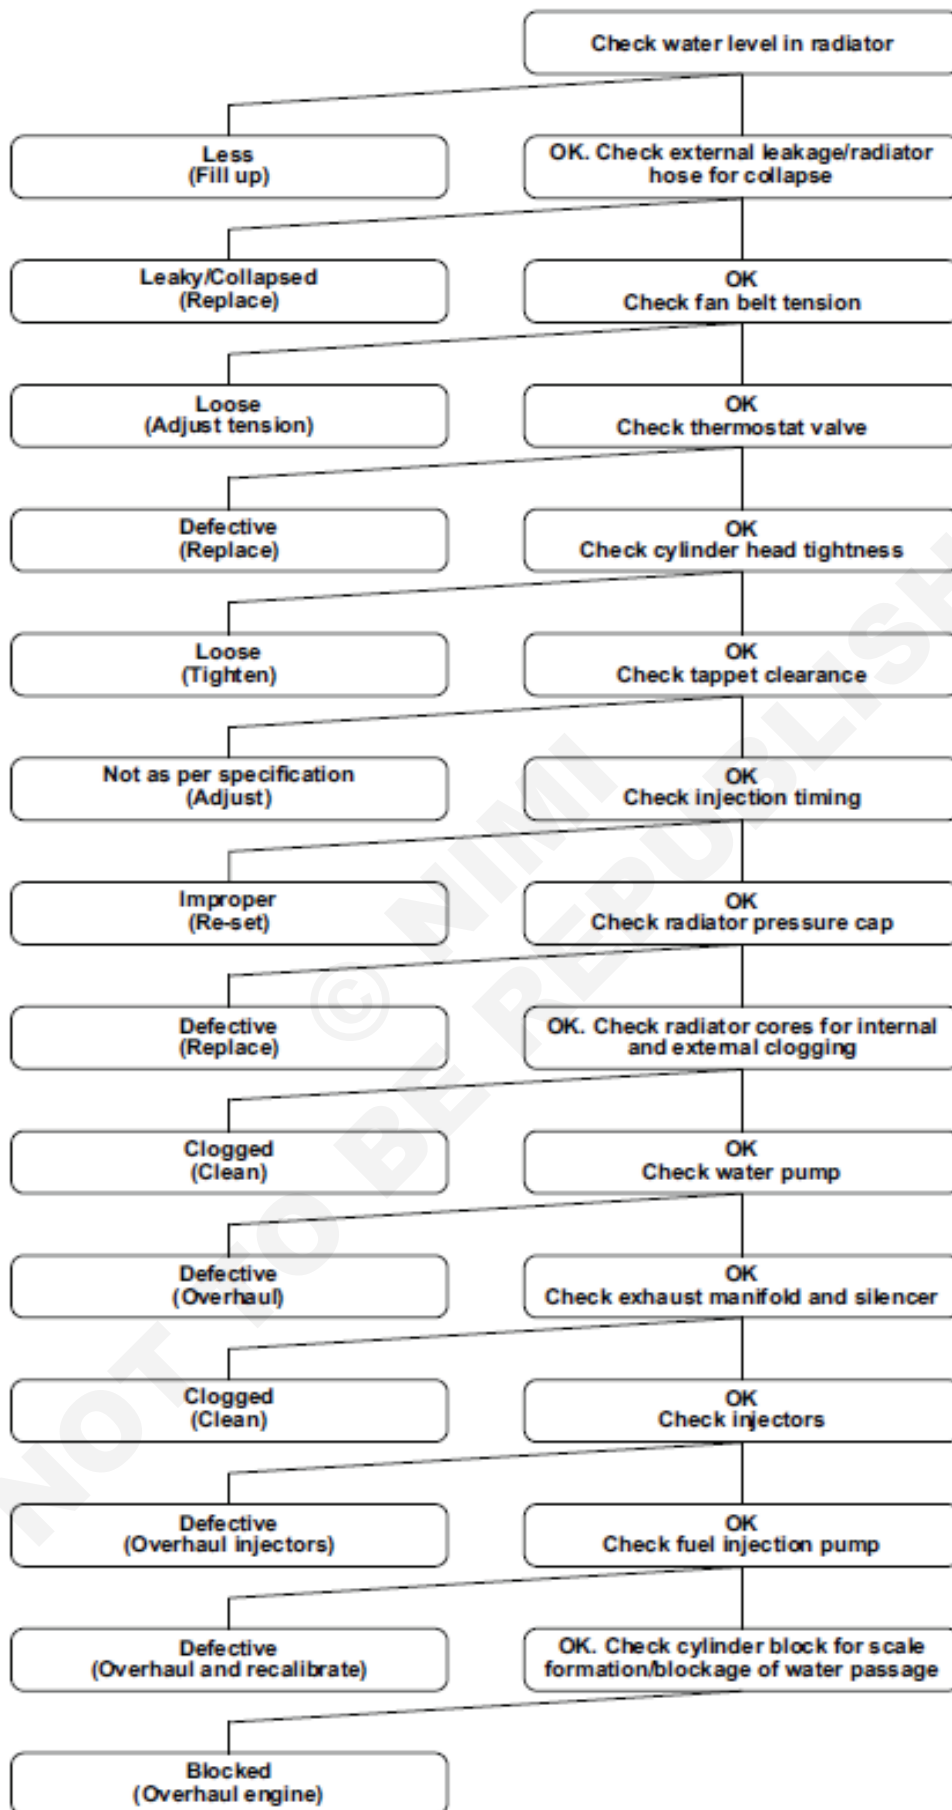 Check water level in radiator
Less
(Fill up)
OK. Check external leakage/radiator
hose for collapse
Leaky/Collapsed
(Replace)
OK
Check fan belt tension
Loose
(Adjust tension)
OK
Check thermostat valve
Defective
(Replace)
OK
Check cylinder head tightness
Loose
(Tighten)
OK
Check tappet clearance
Not as per specification
(Adjust)
OK
Check injection timing
Improper
(Re-set)
OK
Check radiator pressure cap
Defective
(Replace)
OK. Check radiator cores for internal
and external clogging
Clogged
(Clean)
OK
Check water pump
Defective
(Overhaul)
OK
Check exhaust manifold and silencer
Clogged
(Clean)
OK
Check injectors
Defective
(Overhaul injectors)
OK
Check fuel injection pump
Defective
(Overhaul and recalibrate)
OK. Check cylinder block for scale
formation/blockage of water passage
Blocked
(Overhaul engine)
© NIMI
NOT TO BE REPUBLISH